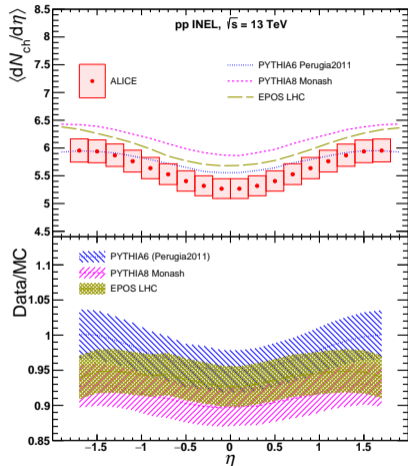 pp INEL, √s = 13 TeV
⟨dN_ch/dη⟩
8.5
8
7.5
7
6.5
6
5.5
5
4.5
ALICE
PYTHIA6 Perugia2011
PYTHIA8 Monash
EPOS LHC
Data/MC
1.1
1.05
1
0.95
0.9
0.85
PYTHIA6 (Perugia2011)
PYTHIA8 Monash
EPOS LHC
−1.5 −1 −0.5 0 0.5 1 1.5
η